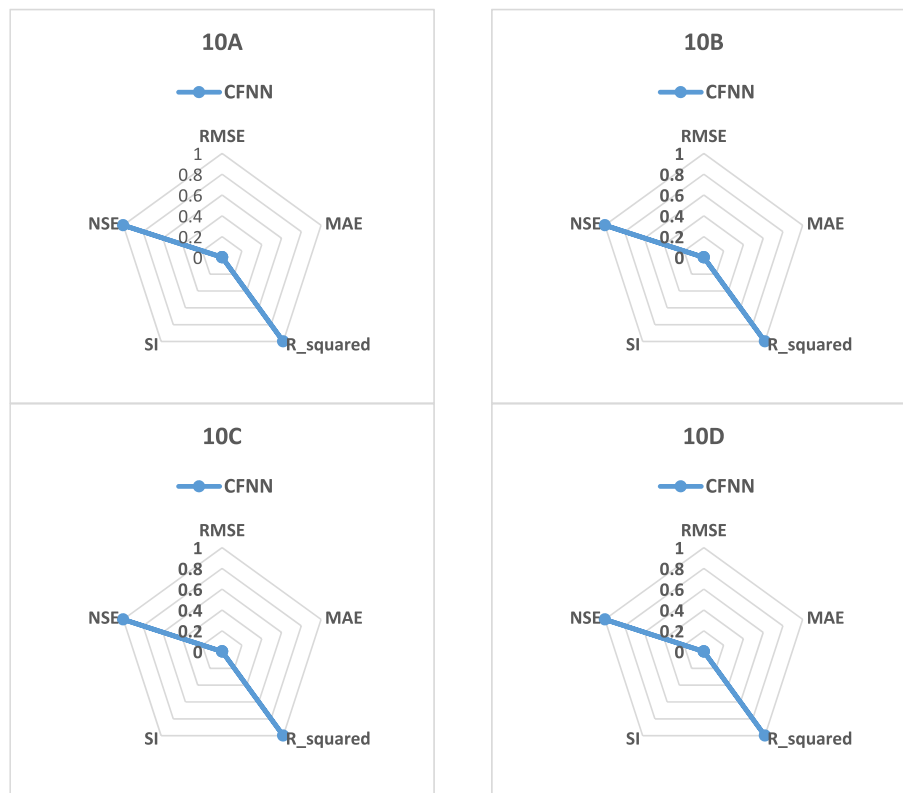 10A
CFNN
RMSE
1
0.8
0.6
0.4
0.2
0
NSE
MAE
SI
R_squared
10B
CFNN
RMSE
1
0.8
0.6
0.4
0.2
0
NSE
MAE
SI
R_squared
10C
CFNN
RMSE
1
0.8
0.6
0.4
0.2
0
NSE
MAE
SI
R_squared
10D
CFNN
RMSE
1
0.8
0.6
0.4
0.2
0
NSE
MAE
SI
R_squared